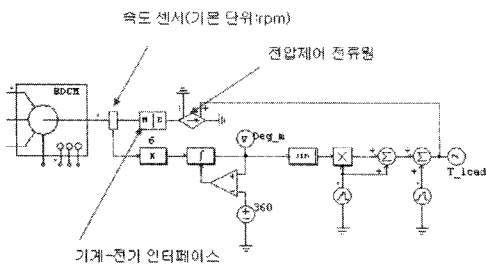 속도 센서(기본 단위:rpm)
전압제어 전류원
BDCM
M E
6
K
∫
Deg_m
sin
X
Σ
Σ
T_load
360
기계-전기 인터페이스